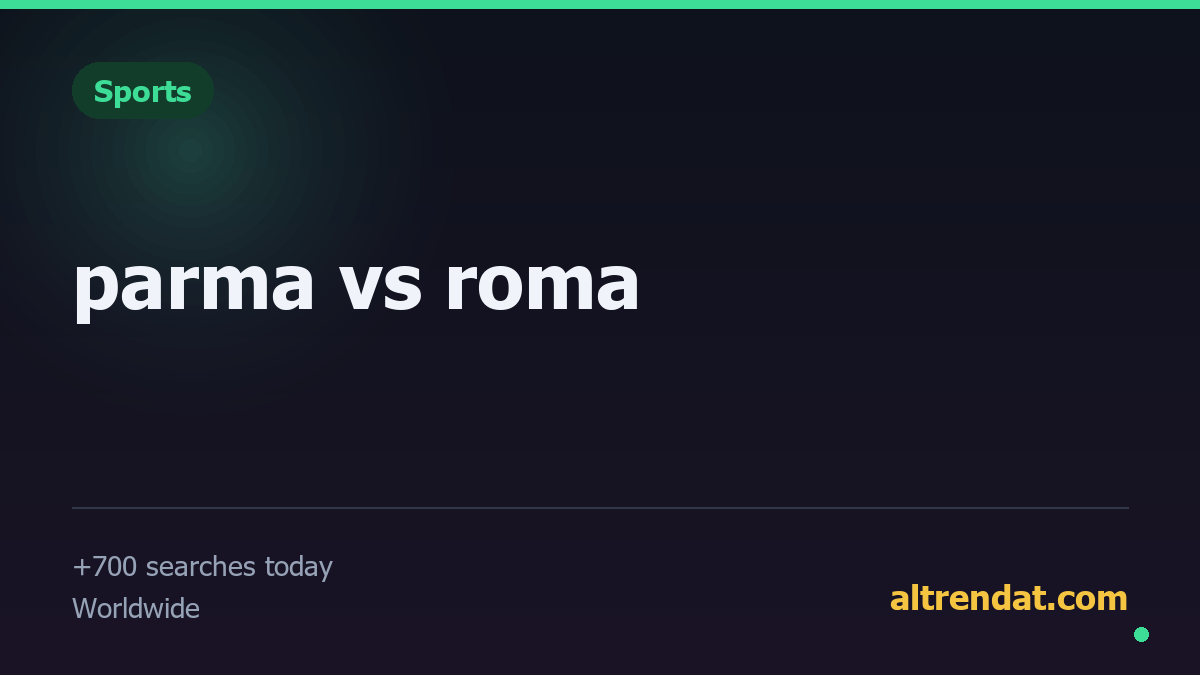 Sports
parma vs roma
+700 searches today
Worldwide
altrendat.com